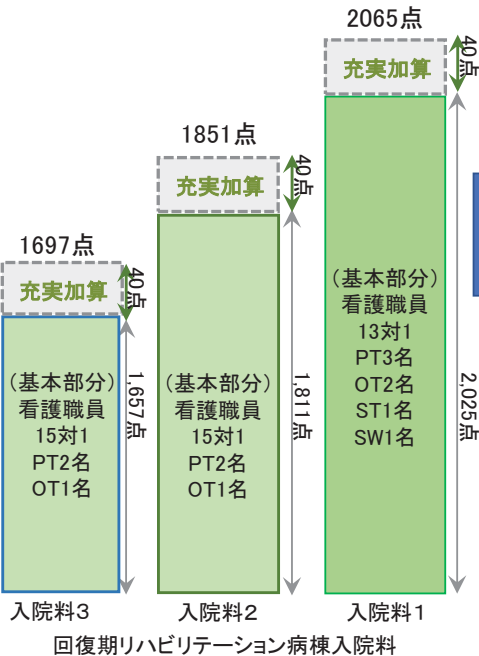 2065点
充実加算
40点
1851点
充実加算
40点
1697点
充実加算
40点
（基本部分）
看護職員
15対1
PT2名
OT1名
1,657点
（基本部分）
看護職員
15対1
PT2名
OT1名
1,811点
（基本部分）
看護職員
13対1
PT3名
OT2名
ST1名
SW1名
2,025点
入院料３
入院料２
入院料１
回復期リハビリテーション病棟入院料